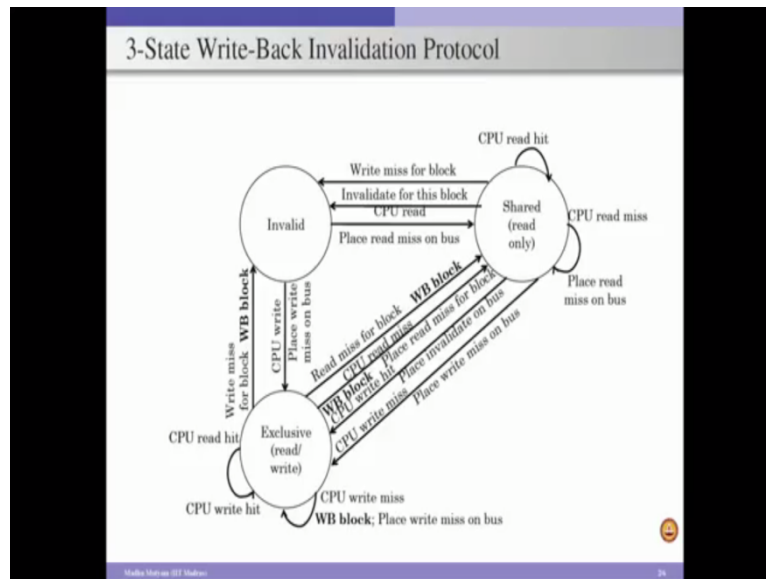 3-State Write-Back Invalidation Protocol
CPU read hit
Write miss for block
Invalidate for this block
CPU read
Place read miss on bus
Invalid
Shared
(read
only)
CPU read miss
Place read
miss on bus
Write miss
for block WB block
CPU write
Place write
miss on bus
Read miss for block WB block
CPU read miss
WB block Place read miss for block
CPU write hit
Place invalidate on bus
CPU write miss
Place write miss on bus
Exclusive
(read/
write)
CPU read hit
CPU write hit
CPU write miss
WB block; Place write miss on bus
Madhu Mutyam (IIT Madras)
24